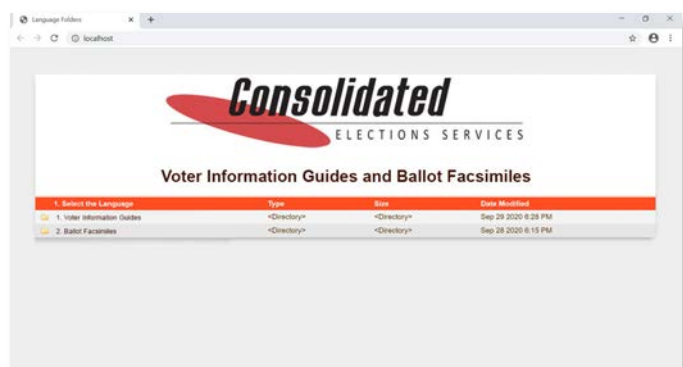 Language Folders
localhost
Consolidated
ELECTIONS SERVICES
Voter Information Guides and Ballot Facsimiles
1. Select the Language Type Size Date Modified
1. Voter Information Guides <Directory> <Directory> Sep 29 2020 6:28 PM
2. Ballot Facsimiles <Directory> <Directory> Sep 28 2020 6:15 PM